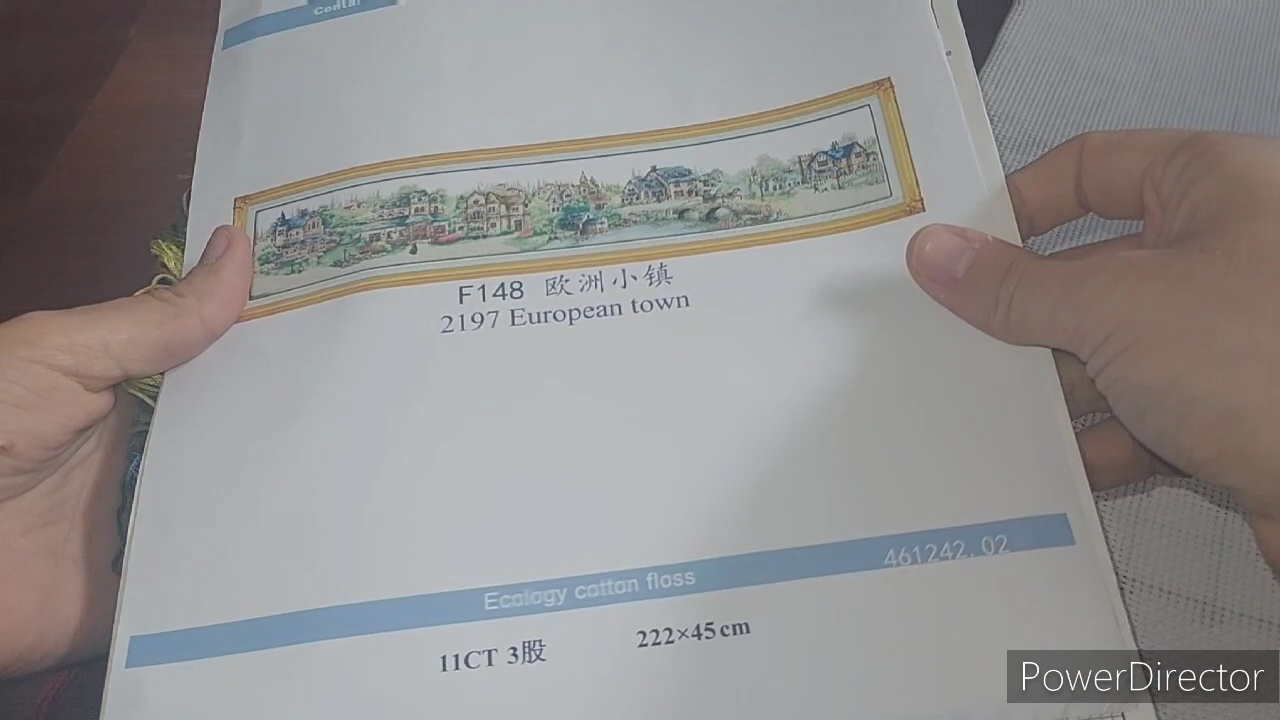 F148 欧洲小镇
2197 European town
461242.02
Ecology cotton floss
11CT 3股
222×45cm
PowerDirector